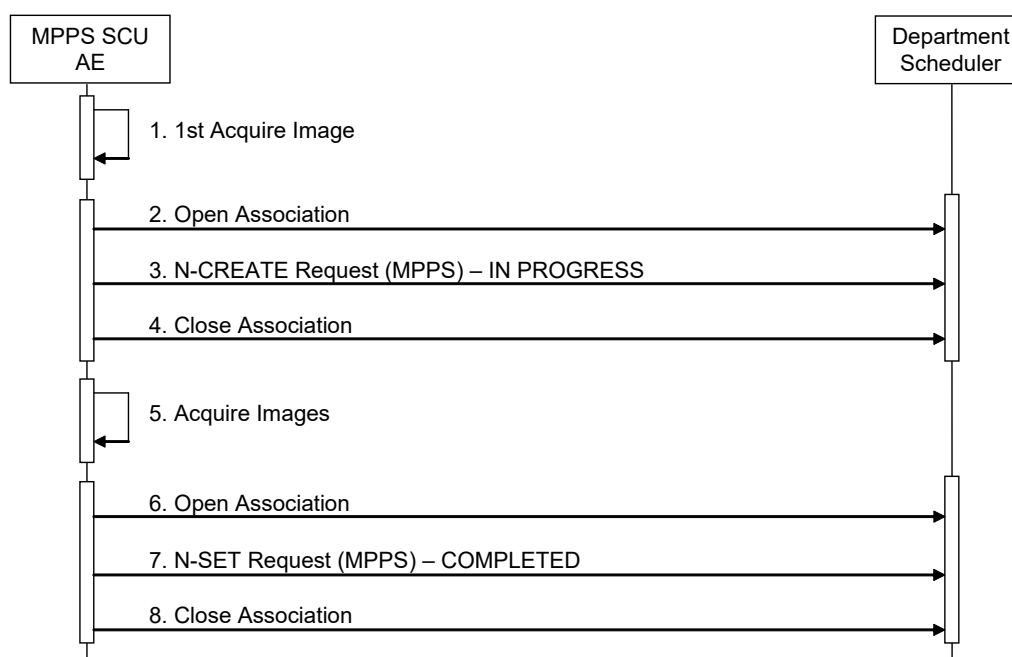 MPPS SCU
AE
Department
Scheduler
1. 1st Acquire Image
2. Open Association
3. N-CREATE Request (MPPS) – IN PROGRESS
4. Close Association
5. Acquire Images
6. Open Association
7. N-SET Request (MPPS) – COMPLETED
8. Close Association